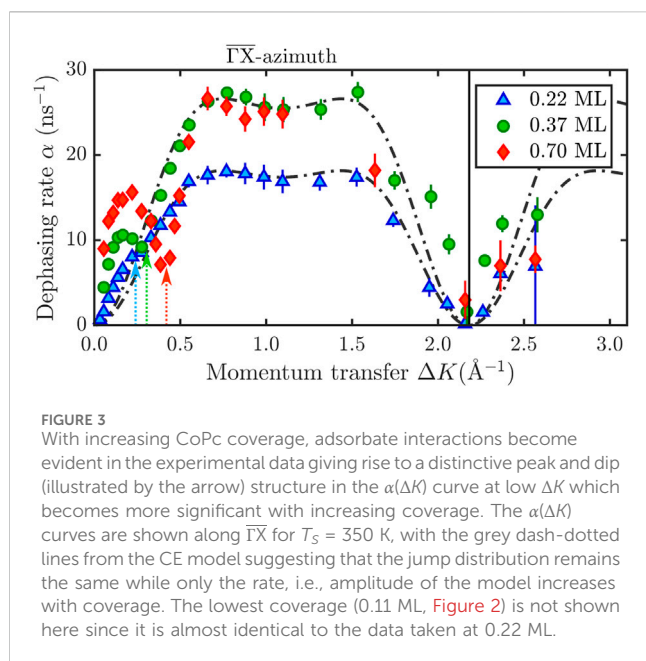 Γ̅X̅-azimuth
30
20
10
0
Dephasing rate α (ns⁻¹)
0.22 ML
0.37 ML
0.70 ML
0.0 0.5 1.0 1.5 2.0 2.5 3.0
Momentum transfer ΔK(Å⁻¹)
FIGURE 3
With increasing CoPc coverage, adsorbate interactions become
evident in the experimental data giving rise to a distinctive peak and dip
(illustrated by the arrow) structure in the α(ΔK) curve at low ΔK which
becomes more significant with increasing coverage. The α(ΔK)
curves are shown along Γ̅X̅ for Tₛ = 350 K, with the grey dash-dotted
lines from the CE model suggesting that the jump distribution remains
the same while only the rate, i.e., amplitude of the model increases
with coverage. The lowest coverage (0.11 ML, Figure 2) is not shown
here since it is almost identical to the data taken at 0.22 ML.